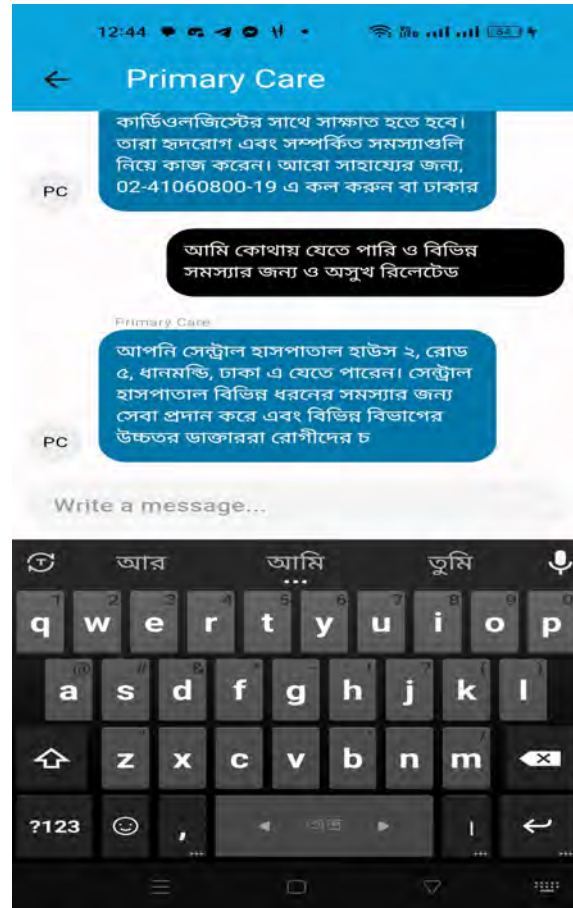 12:44
Primary Care
কার্ডিওলজিস্টের সাথে সাক্ষাত হতে হবে।
তারা হৃদরোগ এবং সম্পর্কিত সমস্যাগুলি
নিয়ে কাজ করেন। আরো সাহায্যের জন্য,
02-41060800-19 এ কল করুন বা ঢাকার
PC
আমি কোথায় যেতে পারি ও বিভিন্ন
সমস্যার জন্য ও অসুখ রিলেটেড
Primary Care
আপনি সেন্ট্রাল হাসপাতাল হাউস ২, রোড
৫, ধানমন্ডি, ঢাকা এ যেতে পারেন। সেন্ট্রাল
হাসপাতাল বিভিন্ন ধরনের সমস্যার জন্য
সেবা প্রদান করে এবং বিভিন্ন বিভাগের
উচ্চতর ডাক্তাররা রোগীদের চ
PC
Write a message...
আর আমি তুমি
q w e r t y u i o p
a s d f g h j k l
z x c v b n m
?123 , ।